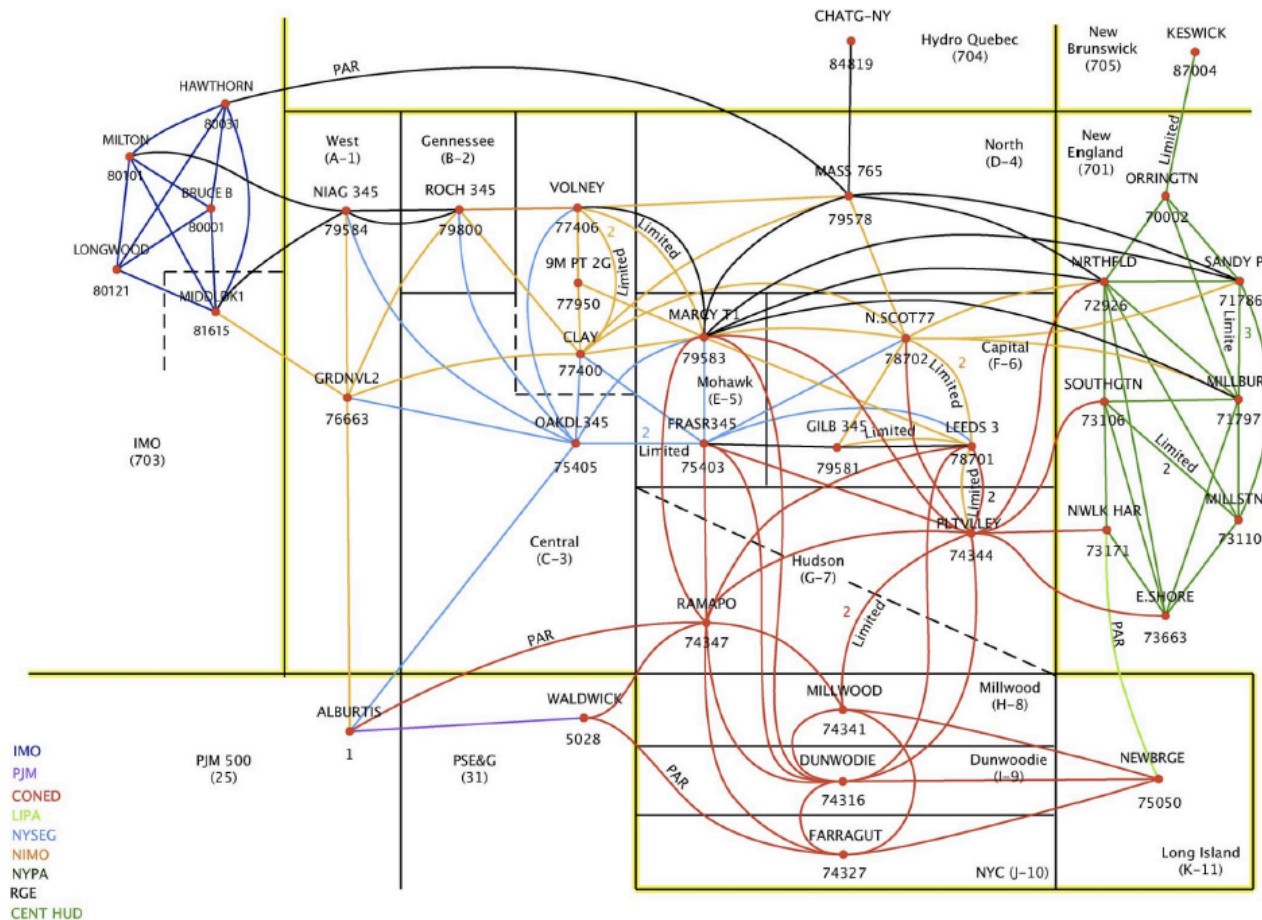 CHATG-NY
84819
Hydro Quebec
(704)
New
Brunswick
(705)
KESWICK
87004
PAR
HAWTHORN
80031
MILTON
80101
BRUCE B
80001
LONGWOOD
80121
MIDDLDK1
81615
West
(A-1)
Gennessee
(B-2)
North
(D-4)
New
England
(701)
Limited
NIAG 345
79584
ROCH 345
79800
VOLNEY
77406
MASS 765
79578
ORRINGTN
70002
2
Limited
Limited
Limited
9M PT 2G
77950
NRTHFLD
72926
SANDY P
71786
CLAY
77400
MARCY T1
79583
N.SCOT77
78702
Limite
3
GRDNVL2
76663
Mohawk
(E-5)
Capital
(F-6)
2
Limited
SOUTHGTN
73106
MILLBUR
71797
IMO
(703)
OAKDL345
75405
2
Limited
FRASR345
75403
GILB 345
79581
Limited
LEEDS 3
78701
Limited
2
Limited
2
MILLSTN
73110
Central
(C-3)
PLTVLLEY
74344
NWLK HAR
73171
Hudson
(G-7)
RAMAPO
74347
2
Limited
E.SHORE
73663
PAR
PAR
ALBURTIS
1
WALDWICK
5028
MILLWOOD
74341
Millwood
(H-8)
PJM 500
(25)
PSE&G
(31)
PAR
DUNWODIE
74316
Dunwoodie
(I-9)
NEWBRGE
75050
FARRAGUT
74327
NYC (J-10)
Long Island
(K-11)
IMO
PJM
CONED
LIPA
NYSEG
NIMO
NYPA
RGE
CENT HUD